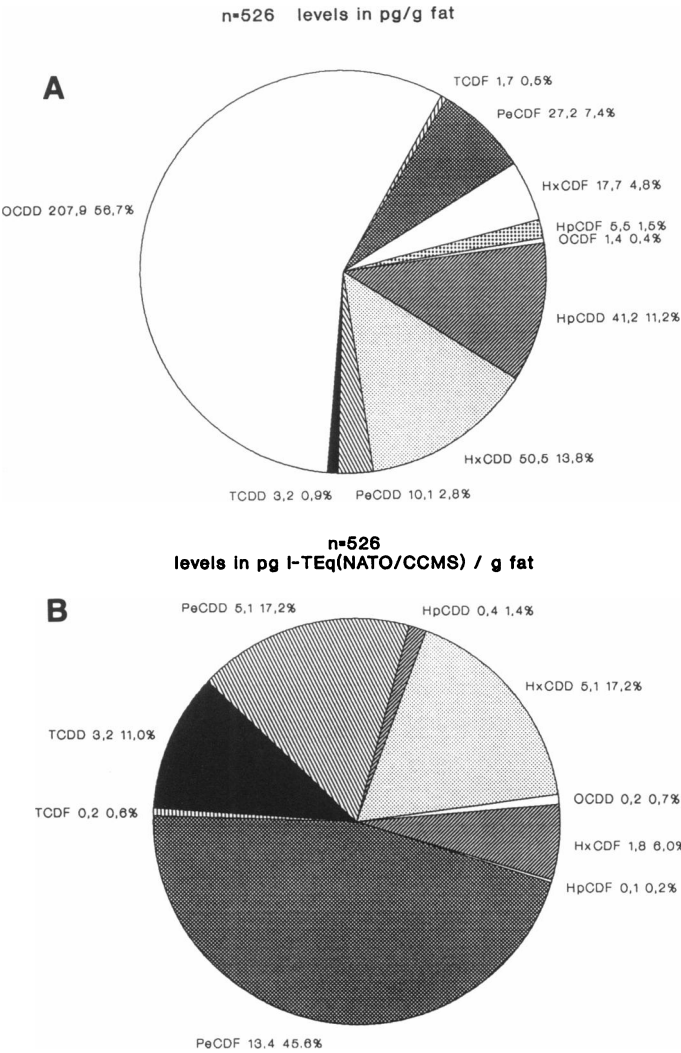 n=526 levels in pg/g fat
A
TCDF 1,7 0,5%
PeCDF 27,2 7,4%
HxCDF 17,7 4,8%
OCDD 207,9 56,7%
HpCDF 5,5 1,5%
OCDF 1,4 0,4%
HpCDD 41,2 11,2%
HxCDD 50,5 13,8%
TCDD 3,2 0,9% PeCDD 10,1 2,8%
n=526
levels in pg I-TEq(NATO/CCMS) / g fat
B
PeCDD 5,1 17,2%
HpCDD 0,4 1,4%
HxCDD 5,1 17,2%
TCDD 3,2 11,0%
OCDD 0,2 0,7%
TCDF 0,2 0,6%
HxCDF 1,8 6,0%
HpCDF 0,1 0,2%
PeCDF 13,4 45,6%